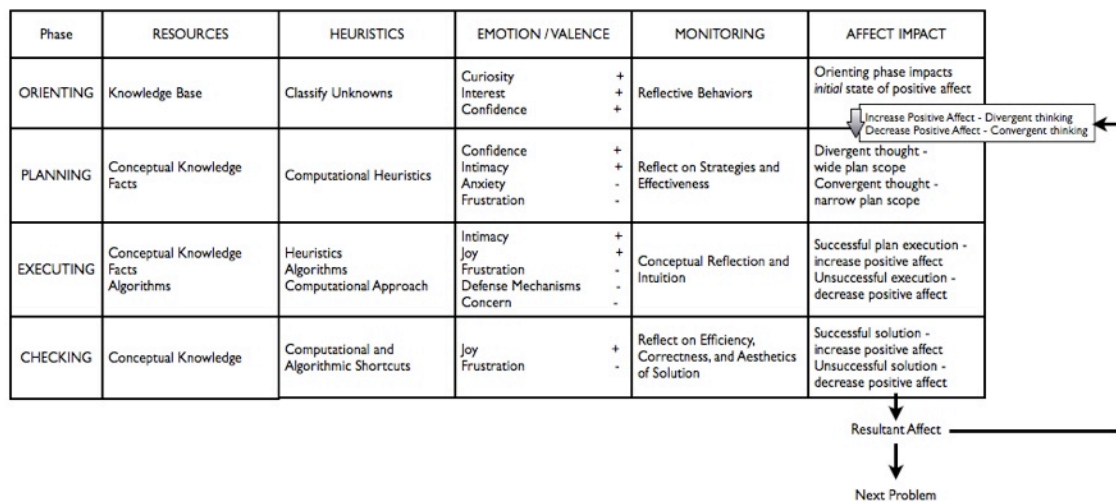 Phase RESOURCES HEURISTICS EMOTION / VALENCE MONITORING AFFECT IMPACT
ORIENTING
Knowledge Base
Classify Unknowns
Curiosity +
Interest +
Confidence +
Reflective Behaviors
Orienting phase impacts
initial state of positive affect
Increase Positive Affect - Divergent thinking
Decrease Positive Affect - Convergent thinking
PLANNING
Conceptual Knowledge
Facts
Computational Heuristics
Confidence +
Intimacy +
Anxiety -
Frustration -
Reflect on Strategies and
Effectiveness
Divergent thought -
wide plan scope
Convergent thought -
narrow plan scope
EXECUTING
Conceptual Knowledge
Facts
Algorithms
Heuristics
Algorithms
Computational Approach
Intimacy +
Joy +
Frustration -
Defense Mechanisms -
Concern -
Conceptual Reflection and
Intuition
Successful plan execution -
increase positive affect
Unsuccessful execution -
decrease positive affect
CHECKING
Conceptual Knowledge
Computational and
Algorithmic Shortcuts
Joy +
Frustration -
Reflect on Efficiency,
Correctness, and Aesthetics
of Solution
Successful solution -
increase positive affect
Unsuccessful solution -
decrease positive affect
Resultant Affect
Next Problem